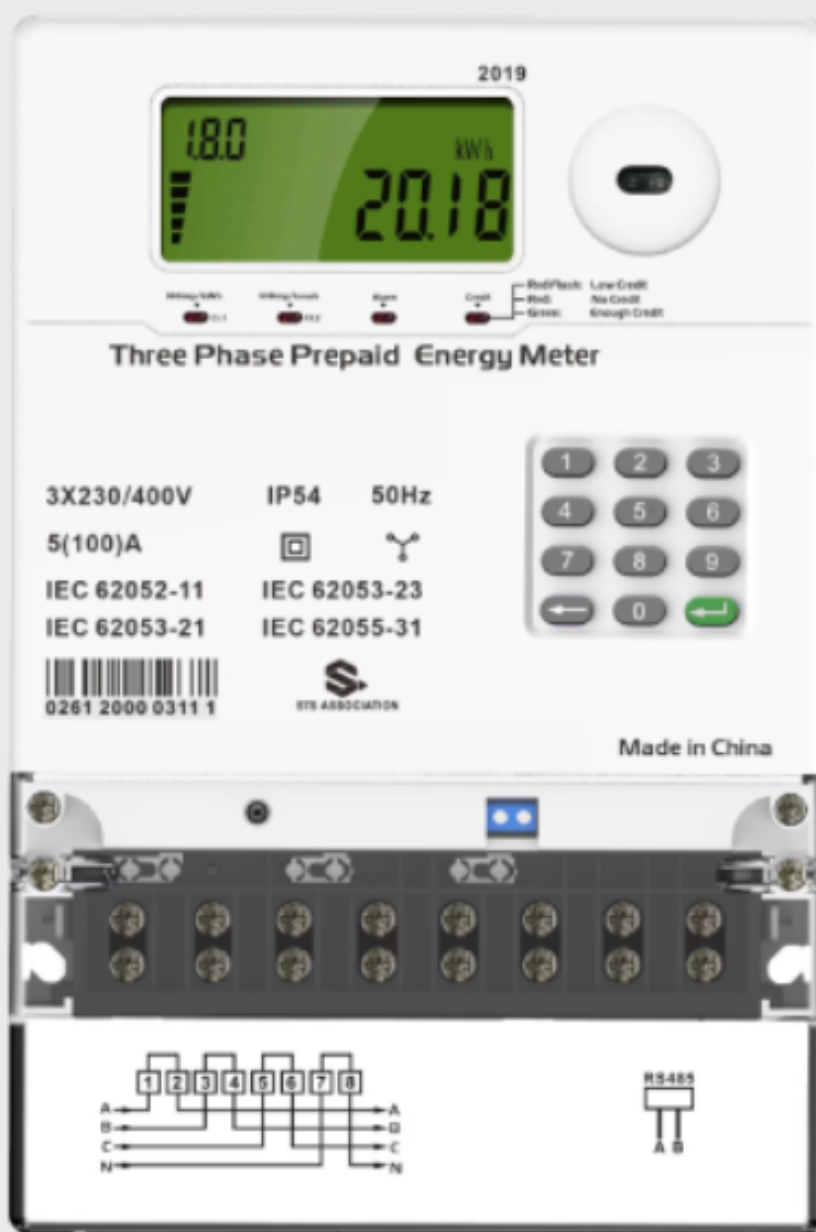 2019
1.8.0
kWh
20.18
Alarm
Credit
Red/Flash: Low Credit
Red: No Credit
Green: Enough Credit
Three Phase Prepaid Energy Meter
3X230/400V IP54 50Hz
5(100)A
IEC 62052-11 IEC 62053-23
IEC 62053-21 IEC 62055-31
0261 2000 0311 1
S
STS ASSOCIATION
1 2 3
4 5 6
7 8 9
0
Made in China
1 2 3 4 5 6 7 8
A A
B B
C C
N N
RS485
A B